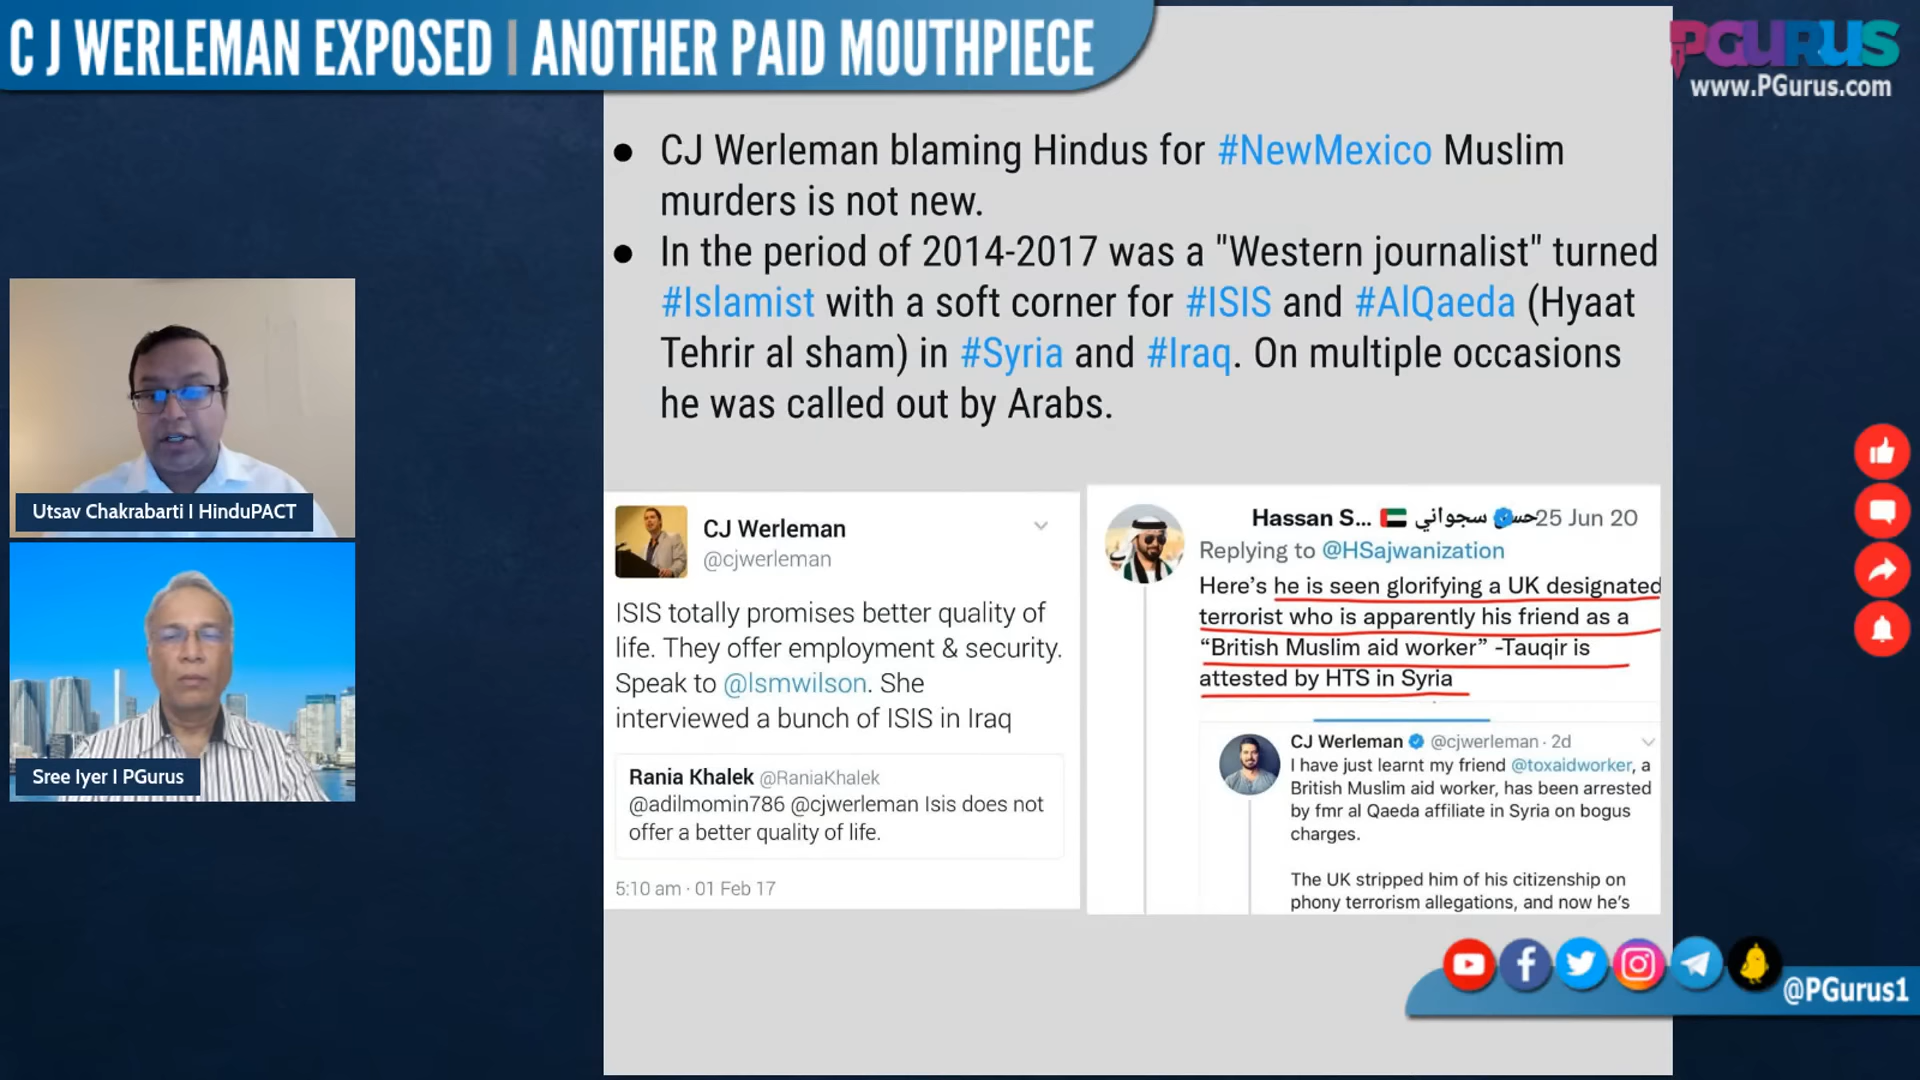 C J WERLEMAN EXPOSED | ANOTHER PAID MOUTHPIECE
PGURUS
www.PGurus.com
● CJ Werleman blaming Hindus for #NewMexico Muslim
murders is not new.
● In the period of 2014-2017 was a "Western journalist" turned
#Islamist with a soft corner for #ISIS and #AlQaeda (Hyaat
Tehrir al sham) in #Syria and #Iraq. On multiple occasions
he was called out by Arabs.
Utsav Chakrabarti I HinduPACT
Sree Iyer I PGurus
CJ Werleman
@cjwerleman
ISIS totally promises better quality of
life. They offer employment & security.
Speak to @lsmwilson. She
interviewed a bunch of ISIS in Iraq
Rania Khalek @RaniaKhalek
@adilmomin786 @cjwerleman Isis does not
offer a better quality of life.
5:10 am · 01 Feb 17
Hassan S... 🇦🇪 حسن سجواني 25 Jun 20
Replying to @HSajwanization
Here's he is seen glorifying a UK designated
terrorist who is apparently his friend as a
“British Muslim aid worker” -Tauqir is
attested by HTS in Syria
CJ Werleman @cjwerleman · 2d
I have just learnt my friend @toxaidworker, a
British Muslim aid worker, has been arrested
by fmr al Qaeda affiliate in Syria on bogus
charges.
The UK stripped him of his citizenship on
phony terrorism allegations, and now he's
@PGurus1